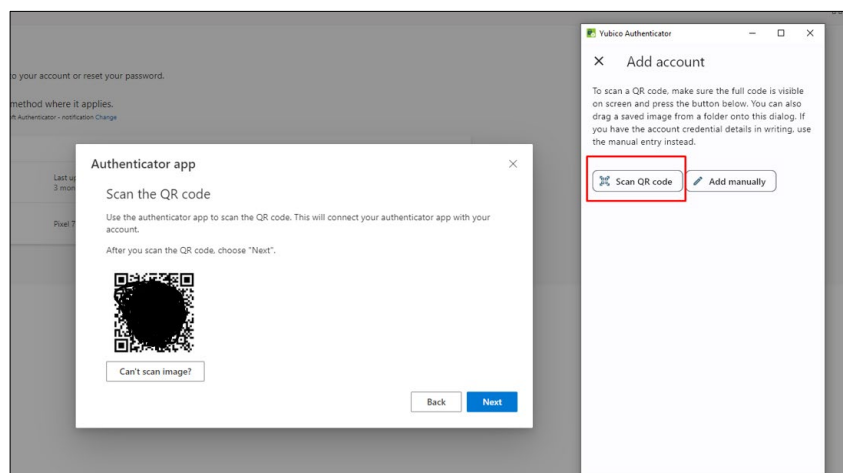 to your account or reset your password.
method where it applies.
ft Authenticator - notification Change
Last up
3 mon
Pixel 7
Authenticator app
Scan the QR code
Use the authenticator app to scan the QR code. This will connect your authenticator app with your
account.
After you scan the QR code, choose "Next".
Can't scan image?
Back
Next
Yubico Authenticator
Add account
To scan a QR code, make sure the full code is visible
on screen and press the button below. You can also
drag a saved image from a folder onto this dialog. If
you have the account credential details in writing, use
the manual entry instead.
Scan QR code
Add manually